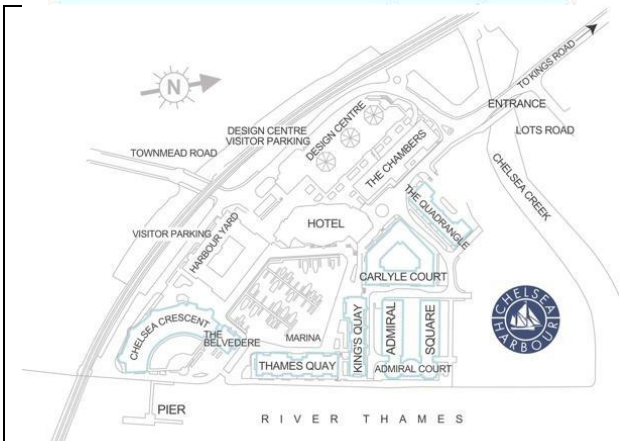 TO KINGS ROAD
N
ENTRANCE
DESIGN CENTRE
VISITOR PARKING
DESIGN CENTRE
LOTS ROAD
TOWNMEAD ROAD
THE CHAMBERS
CHELSEA CREEK
THE QUADRANGLE
HOTEL
VISITOR PARKING
HARBOUR YARD
CARLYLE COURT
CHELSEA CRESCENT
THE
BELVEDERE
MARINA
KING'S QUAY
ADMIRAL
SQUARE
CHELSEA
HARBOUR
THAMES QUAY
ADMIRAL COURT
PIER
RIVER THAMES